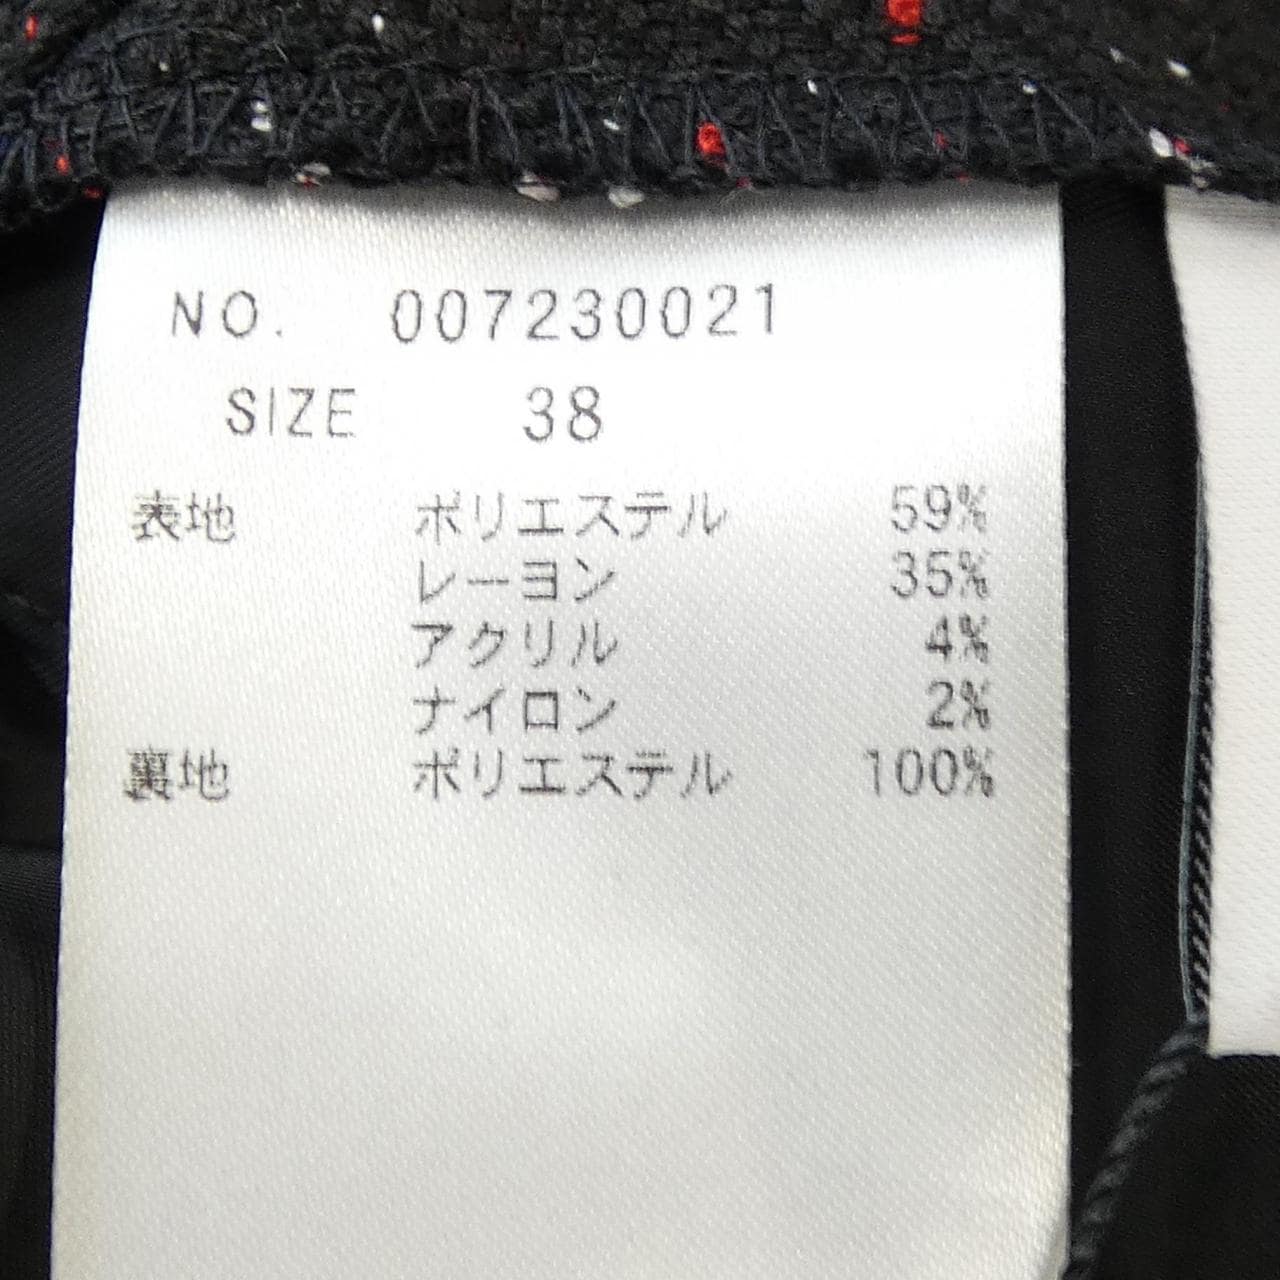 NO. 007230021
SIZE 38
表地 ポリエステル 59%
レーヨン 35%
アクリル 4%
ナイロン 2%
裏地 ポリエステル 100%